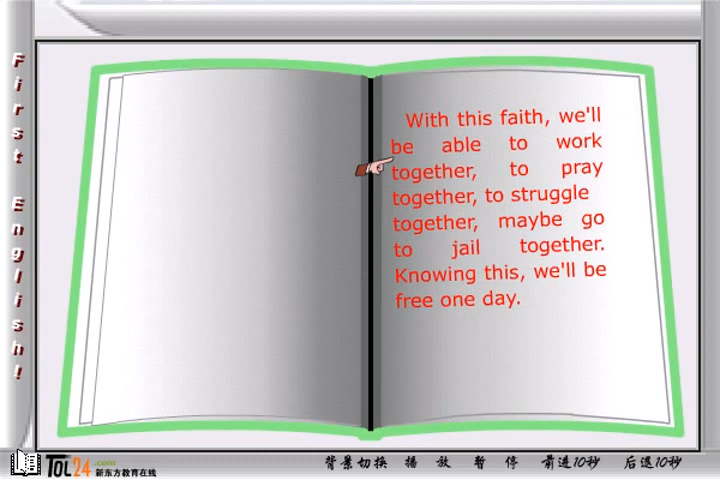 First English!
With this faith, we'll
be able to work
together, to pray
together, to struggle
together, maybe go
to jail together.
Knowing this, we'll be
free one day.
TOL24.com
新东方教育在线
背景切换 播放 暂停 前进10秒 后退10秒